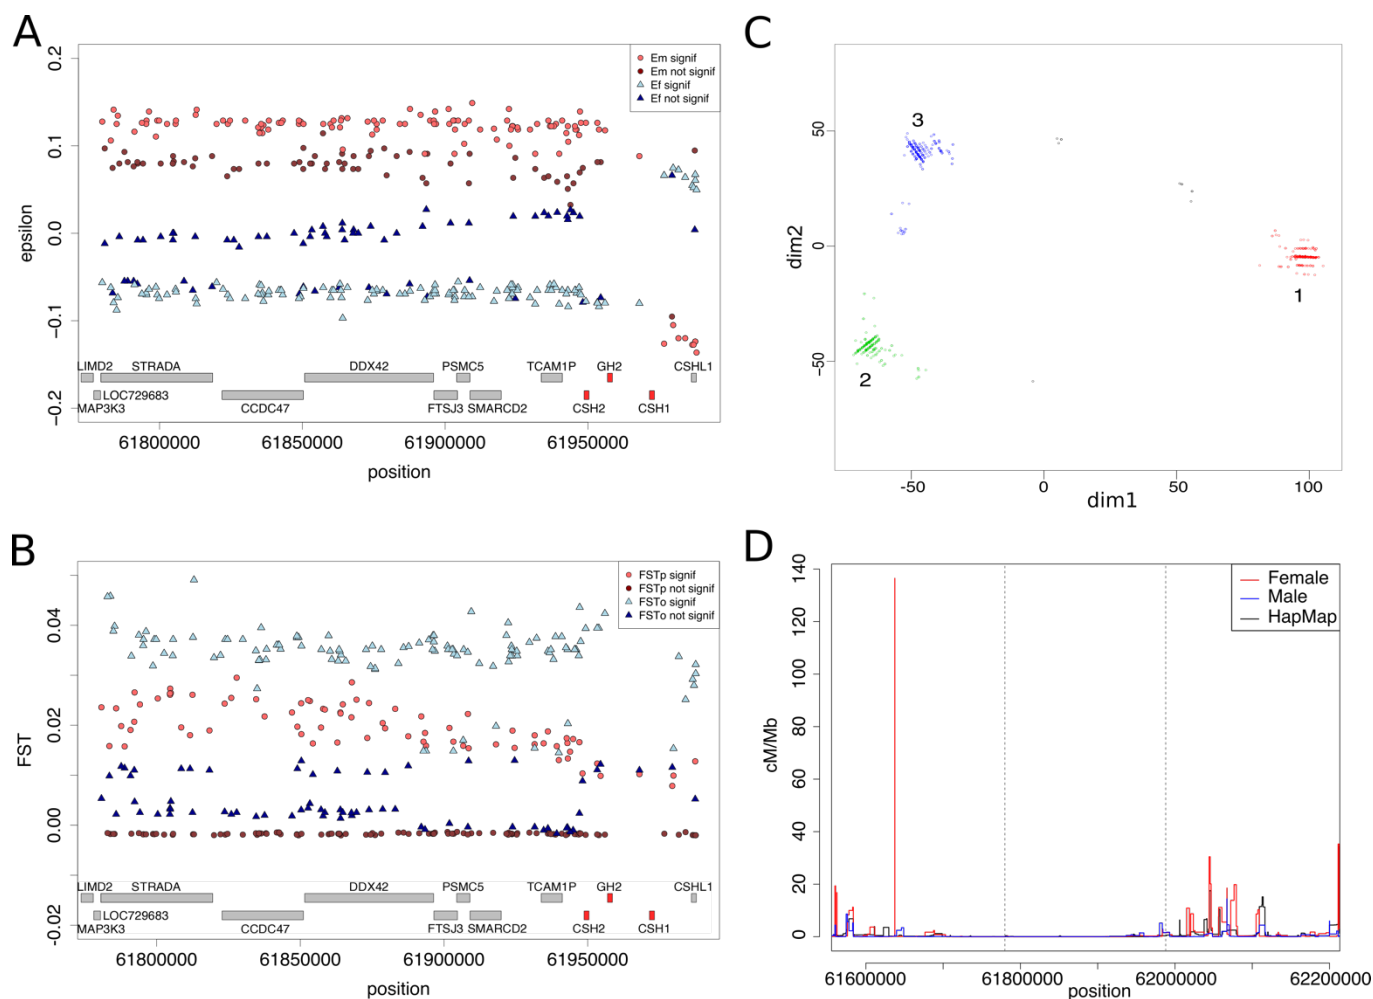 A
0.2
0.1
0.0
−0.1
−0.2
epsilon
Em signif
Em not signif
Ef signif
Ef not signif
LIMD2 STRADA DDX42 PSMC5 TCAM1P GH2 CSHL1
LOC729683
MAP3K3 CCDC47 FTSJ3 SMARCD2 CSH2 CSH1
61800000 61850000 61900000 61950000
position
B
0.04
0.02
0.00
−0.02
FST
FSTp signif
FSTp not signif
FSTo signif
FSTo not signif
LIMD2 STRADA DDX42 PSMC5 TCAM1P GH2 CSHL1
LOC729683
MAP3K3 CCDC47 FTSJ3 SMARCD2 CSH2 CSH1
61800000 61850000 61900000 61950000
position
C
50
0
-50
dim2
3
1
2
-50 0 50 100
dim1
D
140
120
100
80
60
40
20
0
cM/Mb
Female
Male
HapMap
61600000 61800000 62000000 62200000
position